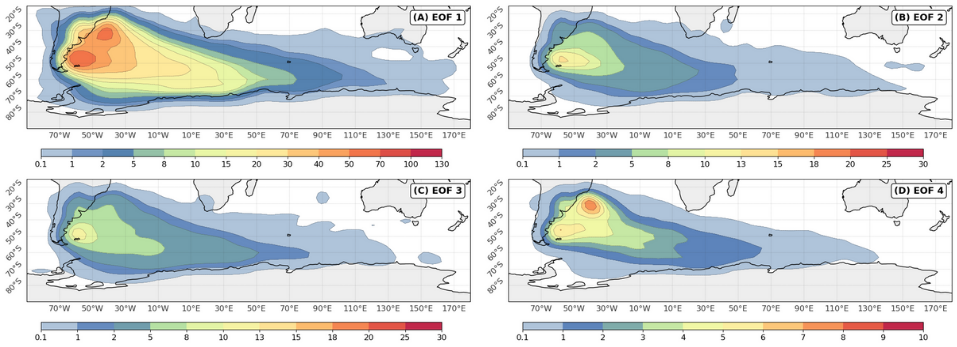 (A) EOF 1
20°S
30°S
40°S
50°S
60°S
70°S
80°S
70°W 50°W 30°W 10°W 10°E 30°E 50°E 70°E 90°E 110°E 130°E 150°E 170°E
0.1 1 2 5 8 10 15 20 30 40 50 70 100 130
(B) EOF 2
20°S
30°S
40°S
50°S
60°S
70°S
80°S
70°W 50°W 30°W 10°W 10°E 30°E 50°E 70°E 90°E 110°E 130°E 150°E 170°E
0.1 1 2 5 8 10 13 15 18 20 25 30
(C) EOF 3
20°S
30°S
40°S
50°S
60°S
70°S
80°S
70°W 50°W 30°W 10°W 10°E 30°E 50°E 70°E 90°E 110°E 130°E 150°E 170°E
0.1 1 2 5 8 10 13 15 18 20 25 30
(D) EOF 4
20°S
30°S
40°S
50°S
60°S
70°S
80°S
70°W 50°W 30°W 10°W 10°E 30°E 50°E 70°E 90°E 110°E 130°E 150°E 170°E
0.1 1 2 3 4 5 6 7 8 9 10